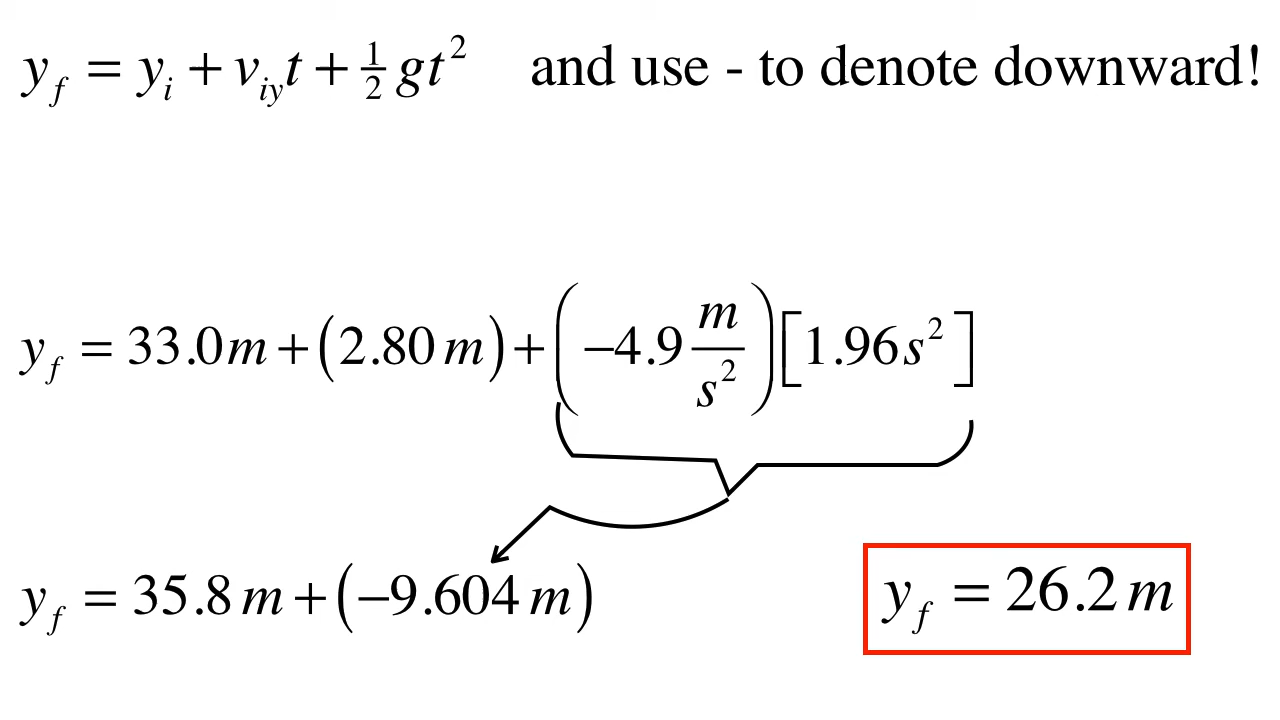 y_f = y_i + v_iy t + ½ gt² and use - to denote downward!
y_f = 33.0 m + (2.80 m) + (−4.9 m/s²)[1.96 s²]
y_f = 35.8 m + (−9.604 m)
y_f = 26.2 m